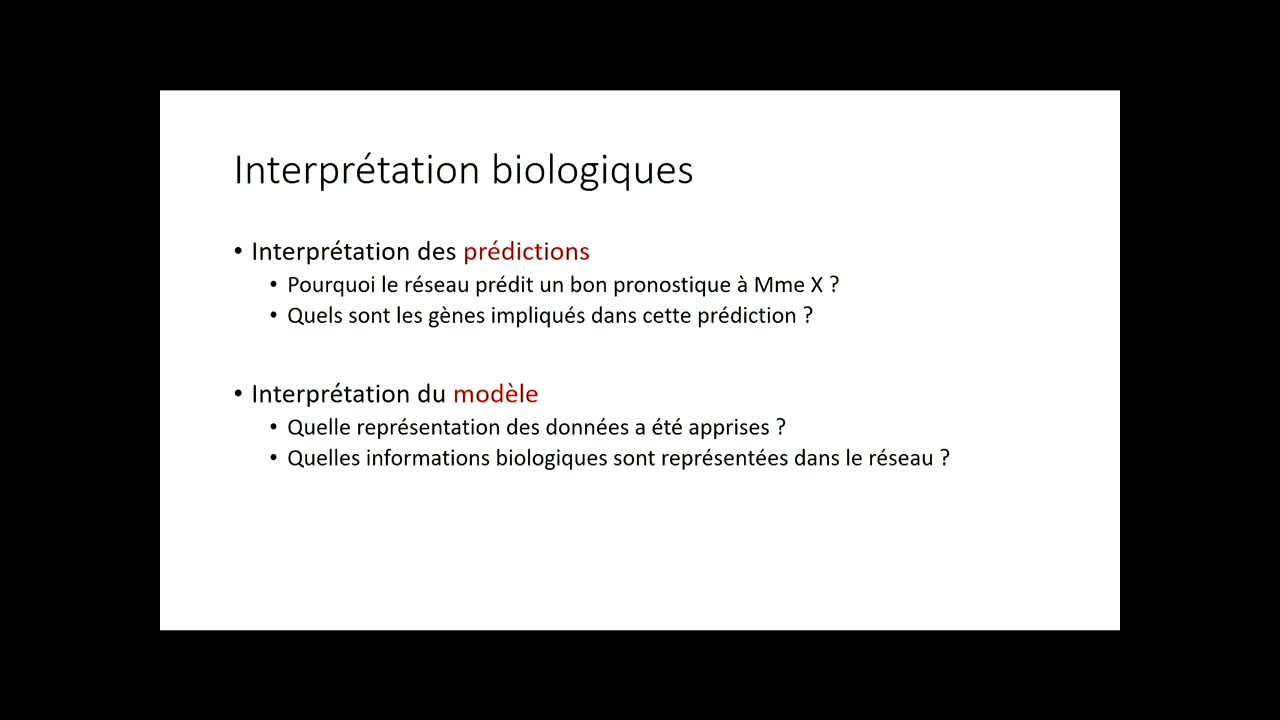 Interprétation biologiques
• Interprétation des prédictions
• Pourquoi le réseau prédit un bon pronostique à Mme X ?
• Quels sont les gènes impliqués dans cette prédiction ?
• Interprétation du modèle
• Quelle représentation des données a été apprises ?
• Quelles informations biologiques sont représentées dans le réseau ?